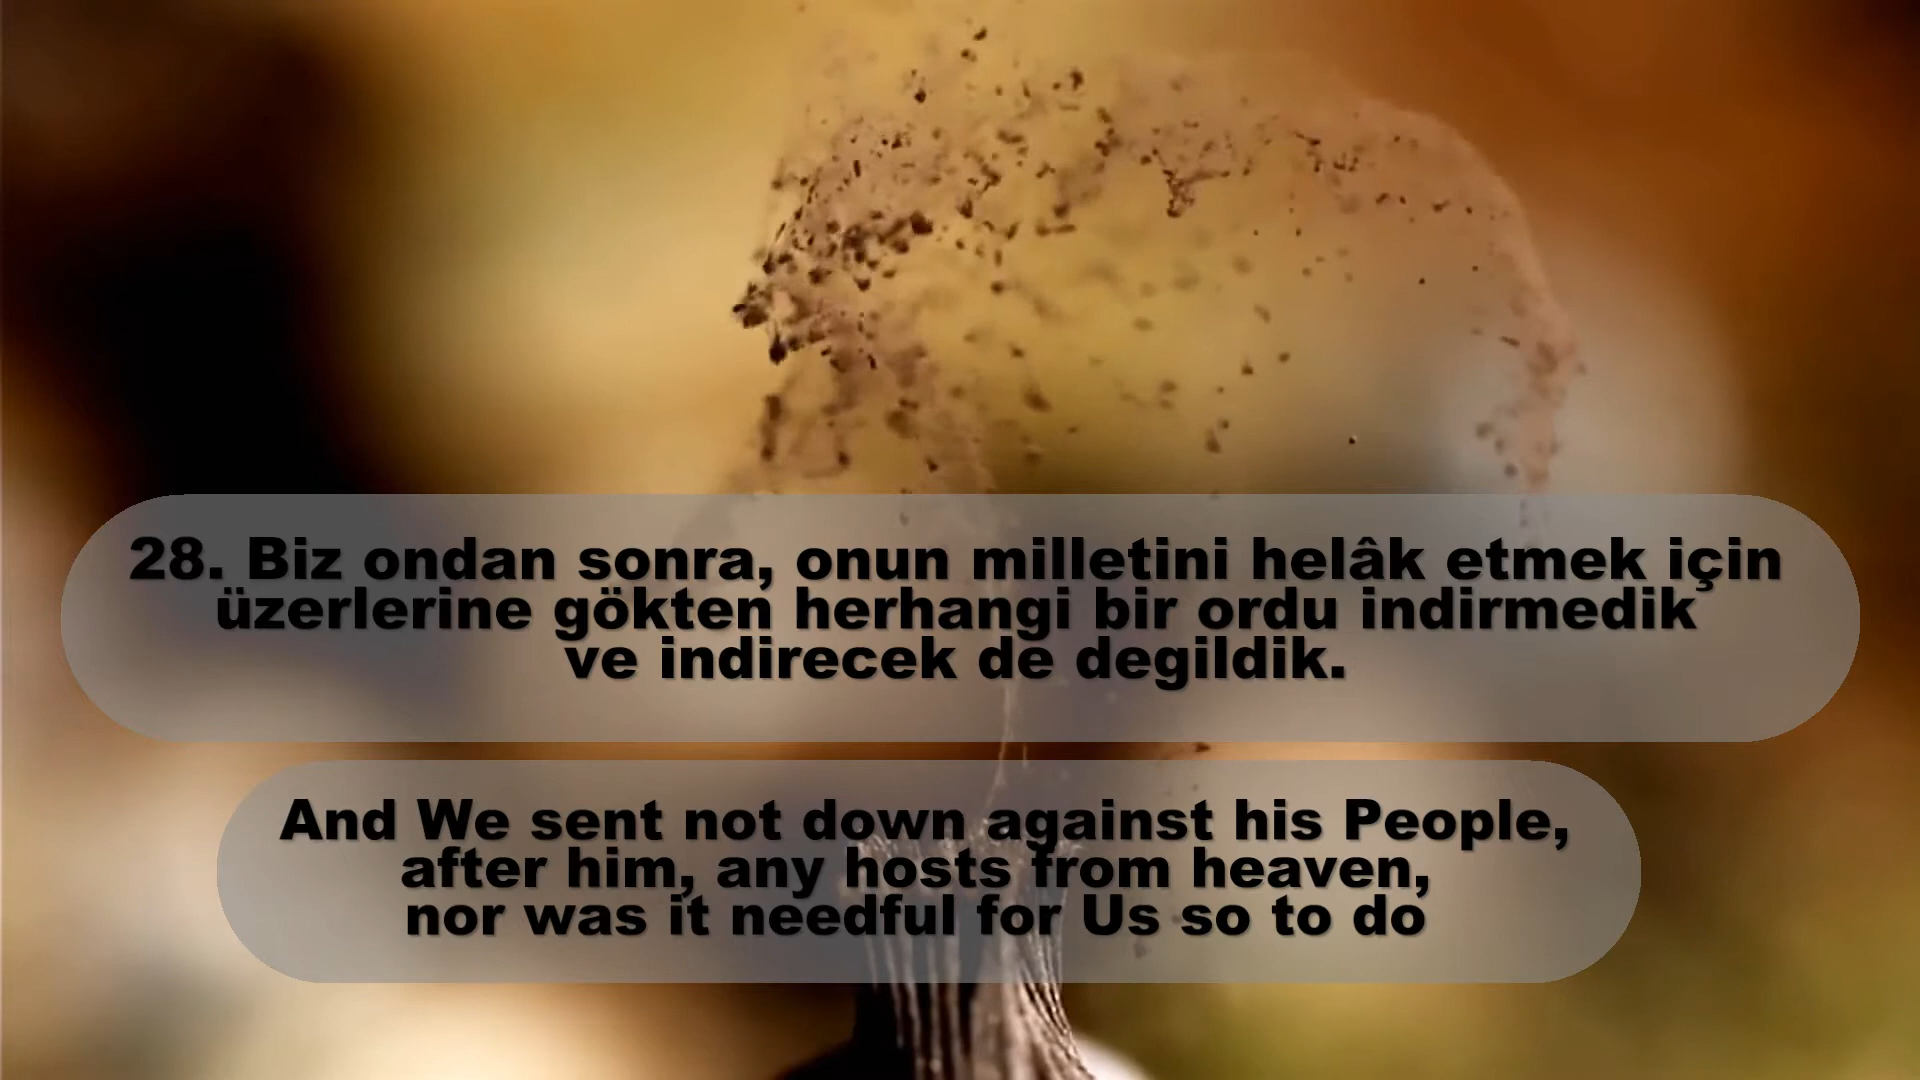 28. Biz ondan sonra, onun milletini helâk etmek için
üzerlerine gökten herhangi bir ordu indirmedik
ve indirecek de degildik.
And We sent not down against his People,
after him, any hosts from heaven,
nor was it needful for Us so to do